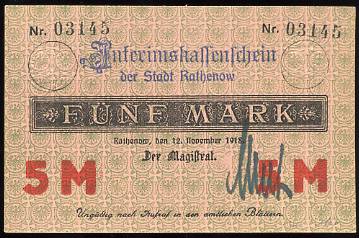 Nr. 03145 Nr. 03145
Interimskassenschein
der Stadt Rathenow
FÜNF MARK
Rathenow, den 12. November 1918.
Der Magistrat.
5 M M
Ungültig nach Aufruf in den amtlichen Blättern.